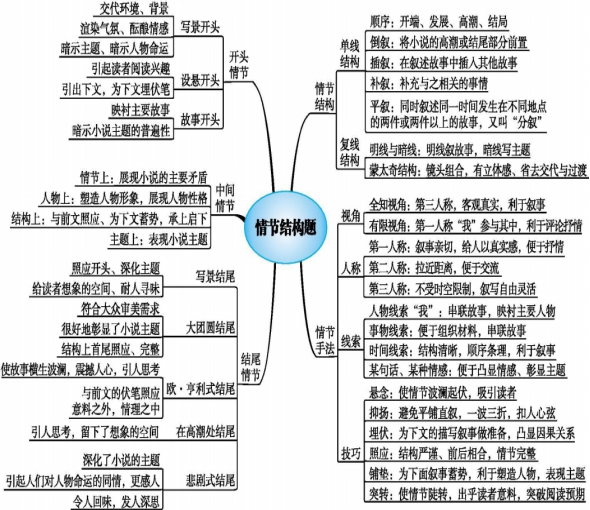 情节结构题
开头
情节
写景开头
交代环境、背景
渲染气氛、酝酿情感
暗示主题、暗示人物命运
设悬开头
引起读者阅读兴趣
引出下文，为下文埋伏笔
故事开头
映衬主要故事
暗示小说主题的普遍性
中间
情节
情节上：展现小说的主要矛盾
人物上：塑造人物形象，展现人物性格
结构上：与前文照应、为下文蓄势，承上启下
主题上：表现小说主题
结尾
情节
写景结尾
照应开头、深化主题
给读者想象的空间、耐人寻味
大团圆结尾
符合大众审美需求
很好地彰显了小说主题
结构上首尾照应、完整
欧·亨利式结尾
使故事横生波澜，震撼人心，引人思考
与前文的伏笔照应
意料之外，情理之中
在高潮处结尾
引人思考，留下了想象的空间
悲剧式结尾
深化了小说的主题
引起人们对人物命运的同情，更感人
令人回味，发人深思
情节
结构
单线
结构
顺序：开端、发展、高潮、结局
倒叙：将小说的高潮或结尾部分前置
插叙：在叙述故事中插入其他故事
补叙：补充与之相关的事情
平叙：同时叙述同一时间发生在不同地点
的两件或两件以上的故事，又叫“分叙”
复线
结构
明线与暗线：明线叙故事，暗线写主题
蒙太奇结构：镜头组合，有立体感、省去交代与过渡
情节
手法
视角
全知视角：第三人称，客观真实，利于叙事
有限视角：第一人称“我”参与其中，利于评论抒情
人称
第一人称：叙事亲切，给人以真实感，便于抒情
第二人称：拉近距离，便于交流
第三人称：不受时空限制，叙写自由灵活
线索
人物线索“我”：串联故事，映衬主要人物
事物线索：便于组织材料，串联故事
时间线索：结构清晰，顺序条理，利于叙事
某句话、某种情感：便于凸显情感、彰显主题
技巧
悬念：使情节波澜起伏，吸引读者
抑扬：避免平铺直叙，一波三折，扣人心弦
埋伏：为下文的描写叙事做准备，凸显因果关系
照应：结构严谨、前后相合，情节完整
铺垫：为下面叙事蓄势，利于塑造人物，表现主题
突转：使情节陡转，出乎读者意料，突破阅读预期